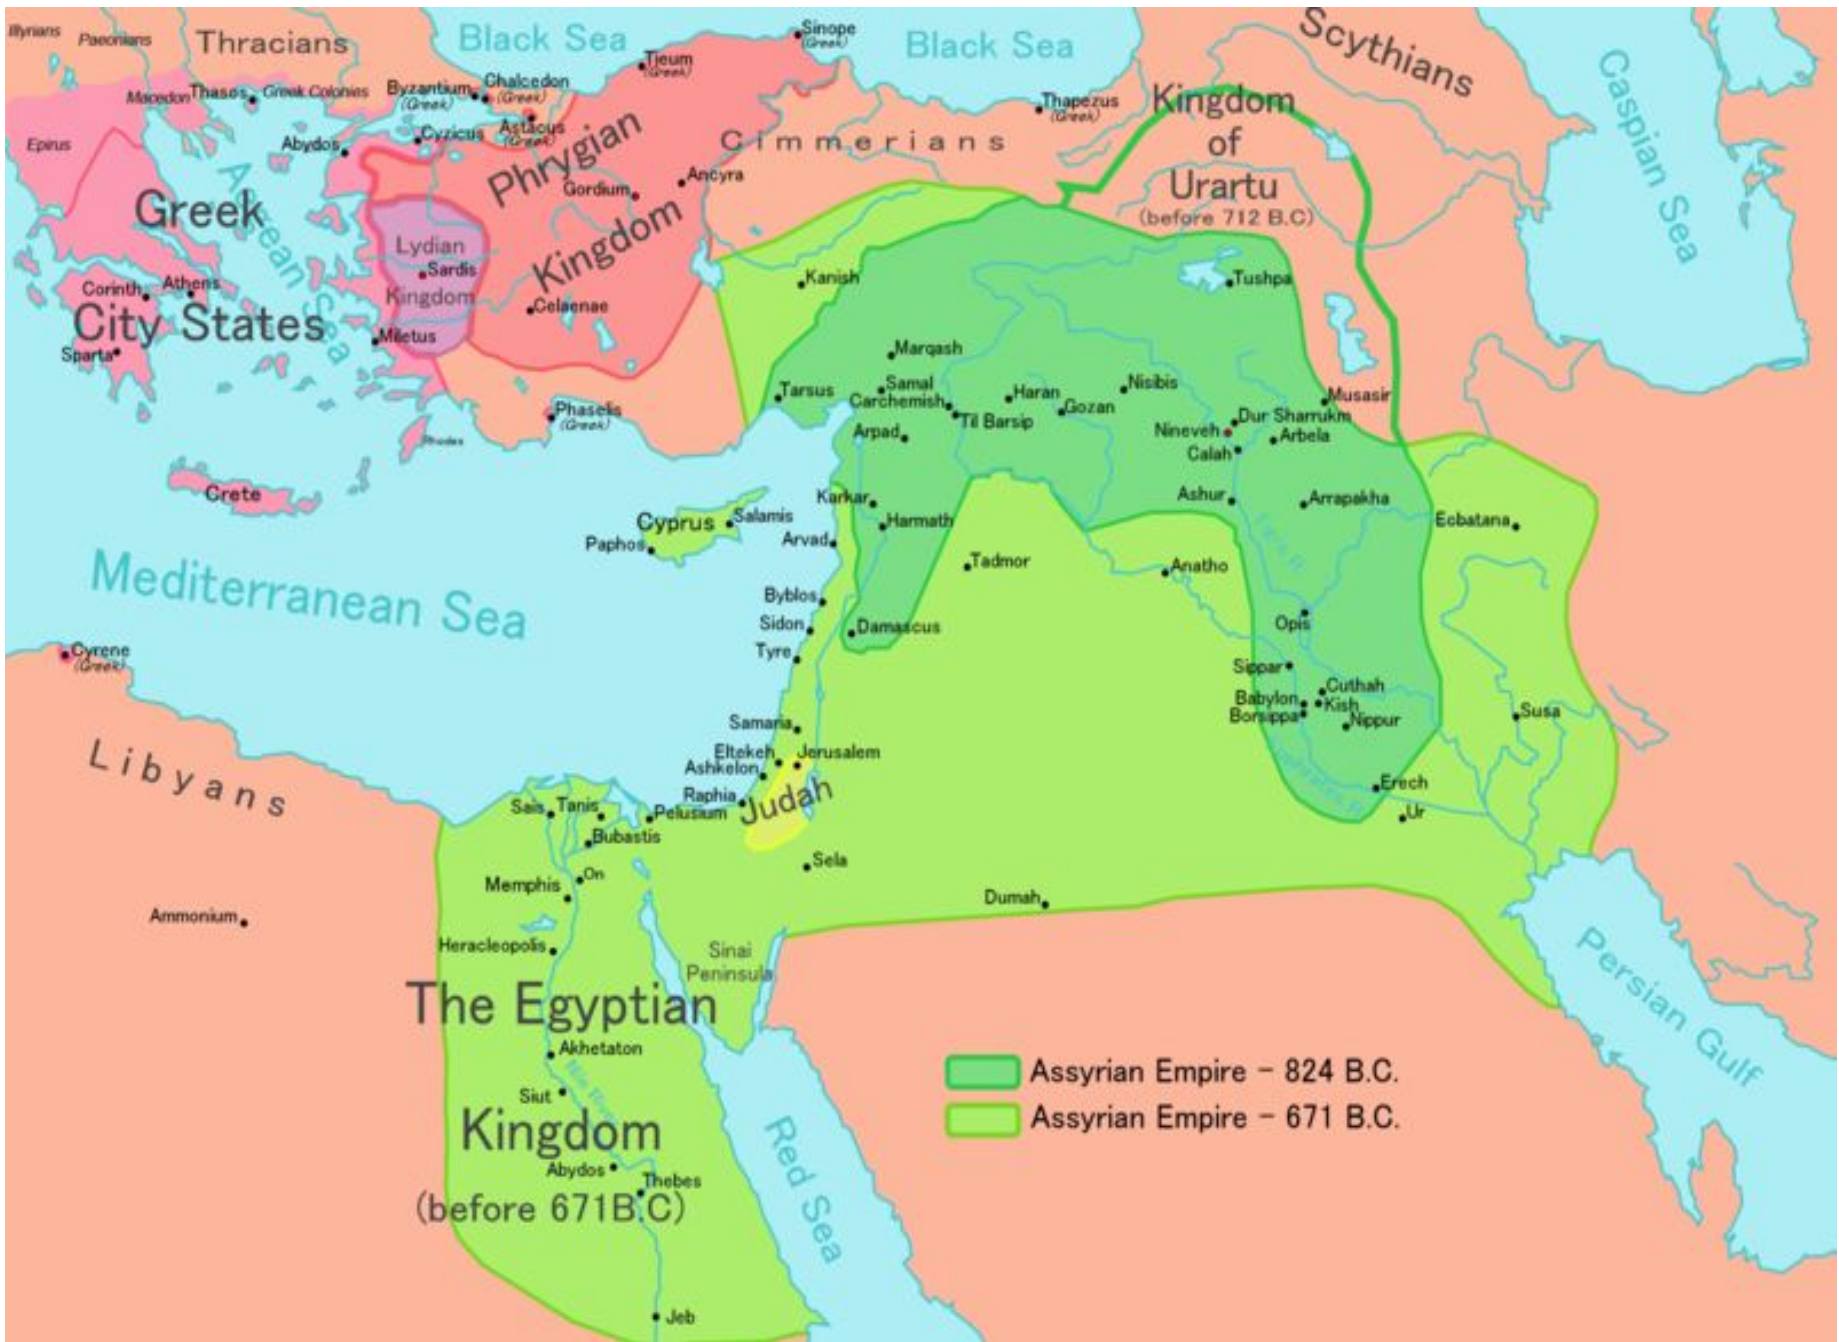 Illyrians
Paeonians
Thracians
Black Sea
Sinope
(Greek)
Black Sea
Scythians
Caspian Sea
Tieum
(Greek)
Macedon
Thasos
Greek Colonies
Byzantium
(Greek)
Chalcedon
(Greek)
Thapezus
(Greek)
Kingdom
of
Urartu
(before 712 B.C)
Epirus
Abydos
Cyzicus
Astaous
(Greek)
Phrygian
Kingdom
Cimmerians
Gordium
Ancyra
Greek
City States
Aegean Sea
Lydian
Kingdom
Sardis
Celaenae
Miletus
Corinth
Athens
Sparta
Kanish
Tushpa
Marqash
Tarsus
Samal
Carchemish
Til Barsip
Haran
Gozan
Nisibis
Musasir
Dur Sharrukm
Nineveh
Arbela
Calah
Arpad
Phaselis
(Greek)
Rhodes
Crete
Cyprus
Salamis
Paphos
Karkar
Harmath
Arvad
Ashur
Arrapakha
Ecbatana
Tadmor
Anatho
Mediterranean Sea
Byblos
Sidon
Tyre
Damascus
Opis
Cyrene
(Greek)
Sippar
Cuthah
Babylon
Kish
Borsippa
Nippur
Susa
Samaria
Eltekeh
Jerusalem
Ashkelon
Raphia
Judah
Erech
Ur
Libyans
Sais
Tanis
Pelusium
Bubastis
Sela
On
Memphis
Dumah
Ammonium
Heracleopolis
Sinai
Peninsula
Persian Gulf
The Egyptian
Kingdom
(before 671B.C)
Akhetaton
Siut
Abydos
Thebes
Red Sea
Jeb
Assyrian Empire - 824 B.C.
Assyrian Empire - 671 B.C.